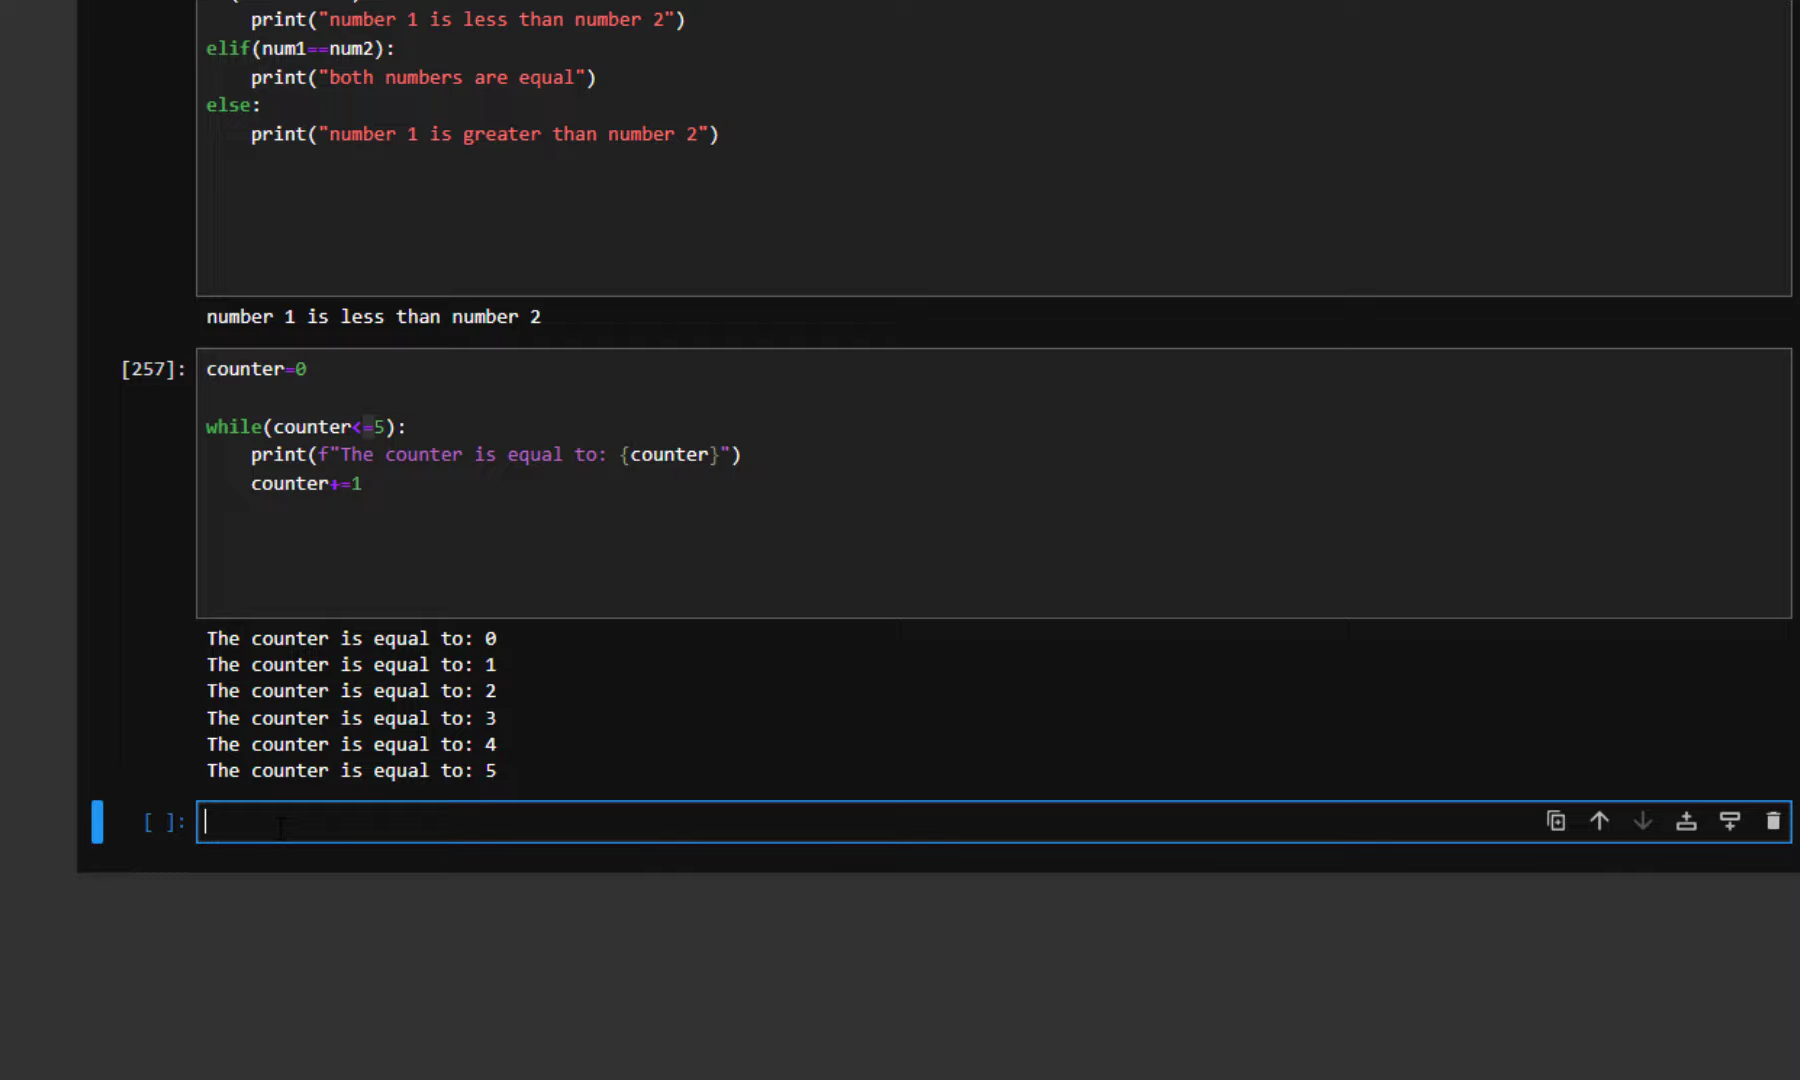 print("number 1 is less than number 2")
elif(num1==num2):
print("both numbers are equal")
else:
print("number 1 is greater than number 2")
number 1 is less than number 2
[257]: counter=0
while(counter<=5):
print(f"The counter is equal to: {counter}")
counter+=1
The counter is equal to: 0
The counter is equal to: 1
The counter is equal to: 2
The counter is equal to: 3
The counter is equal to: 4
The counter is equal to: 5
[ ]: